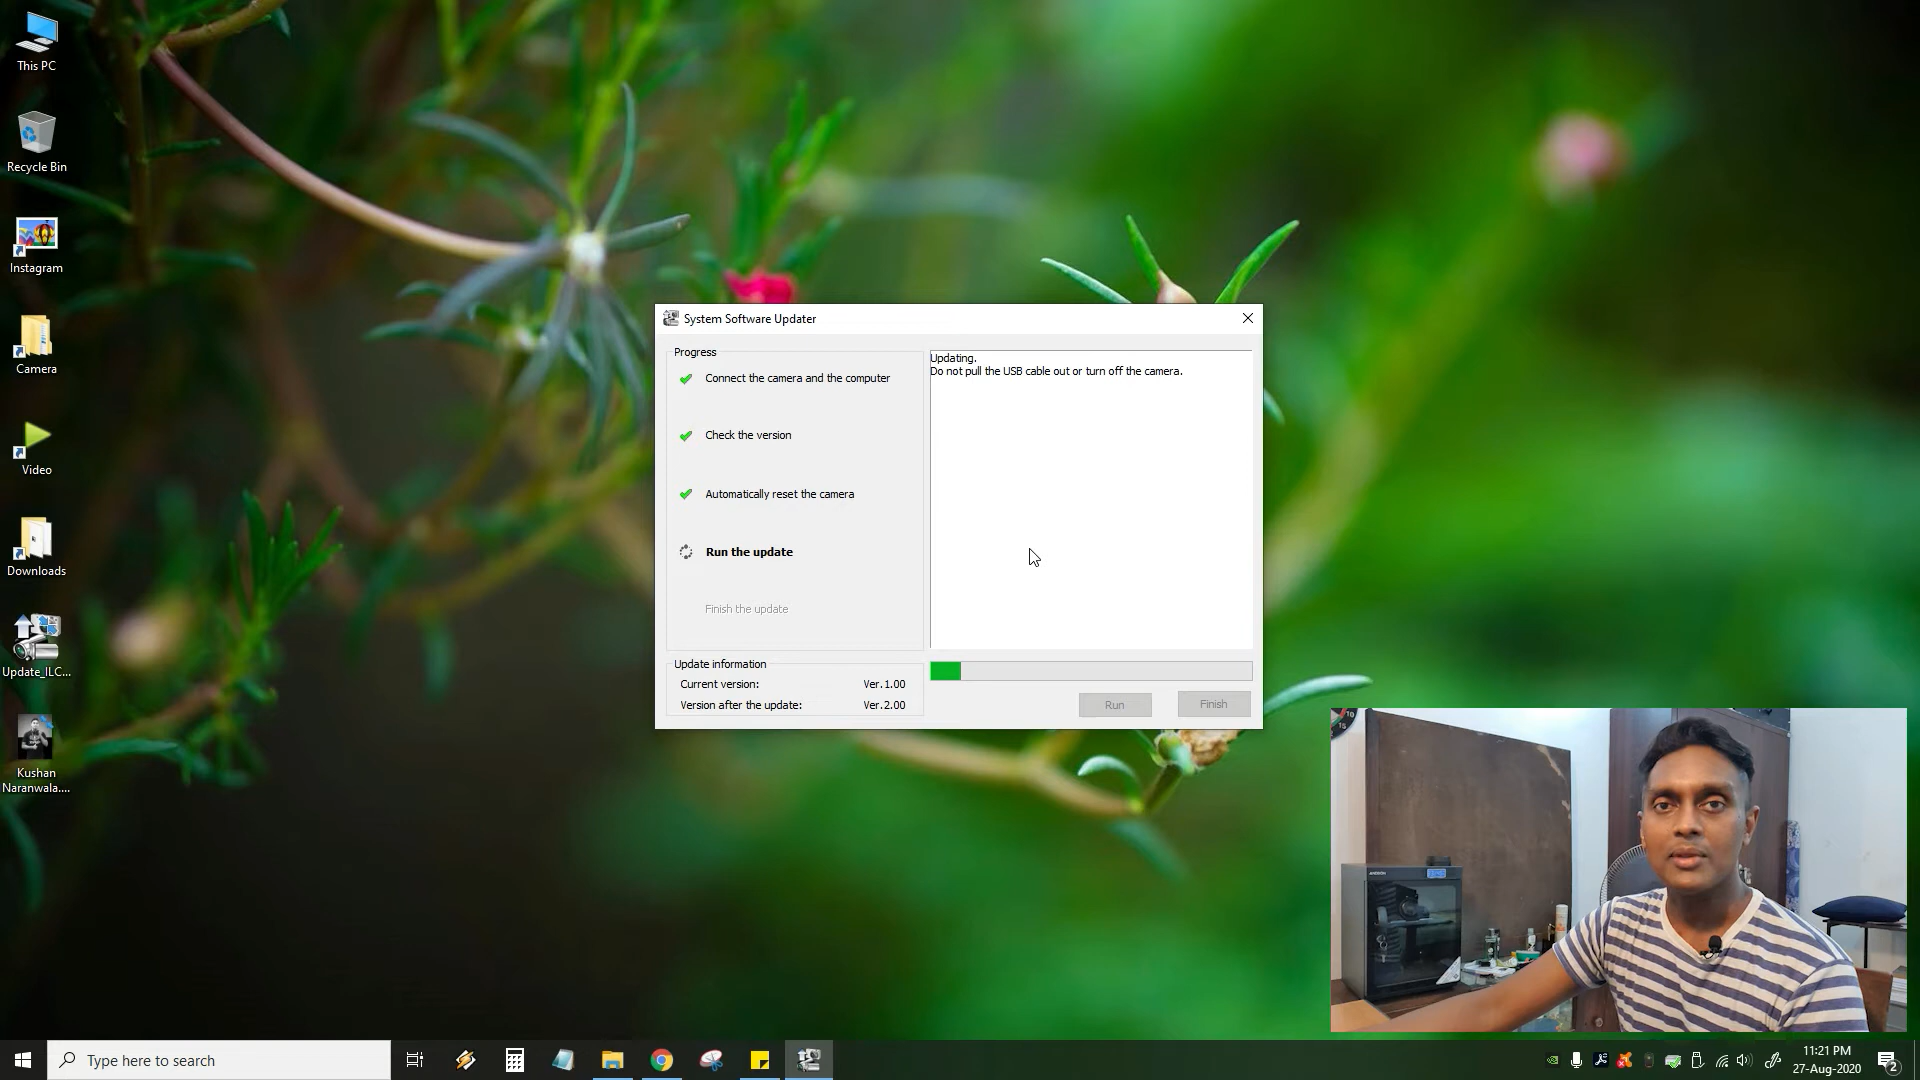 This PC
Recycle Bin
Instagram
Camera
Video
Downloads
Update_ILC...
Kushan
Naranwala....
System Software Updater
Progress
Connect the camera and the computer
Check the version
Automatically reset the camera
Run the update
Finish the update
Updating.
Do not pull the USB cable out or turn off the camera.
Update information
Current version: Ver.1.00
Version after the update: Ver.2.00
Run
Finish
ANDBON
Type here to search
11:21 PM
27-Aug-2020
2